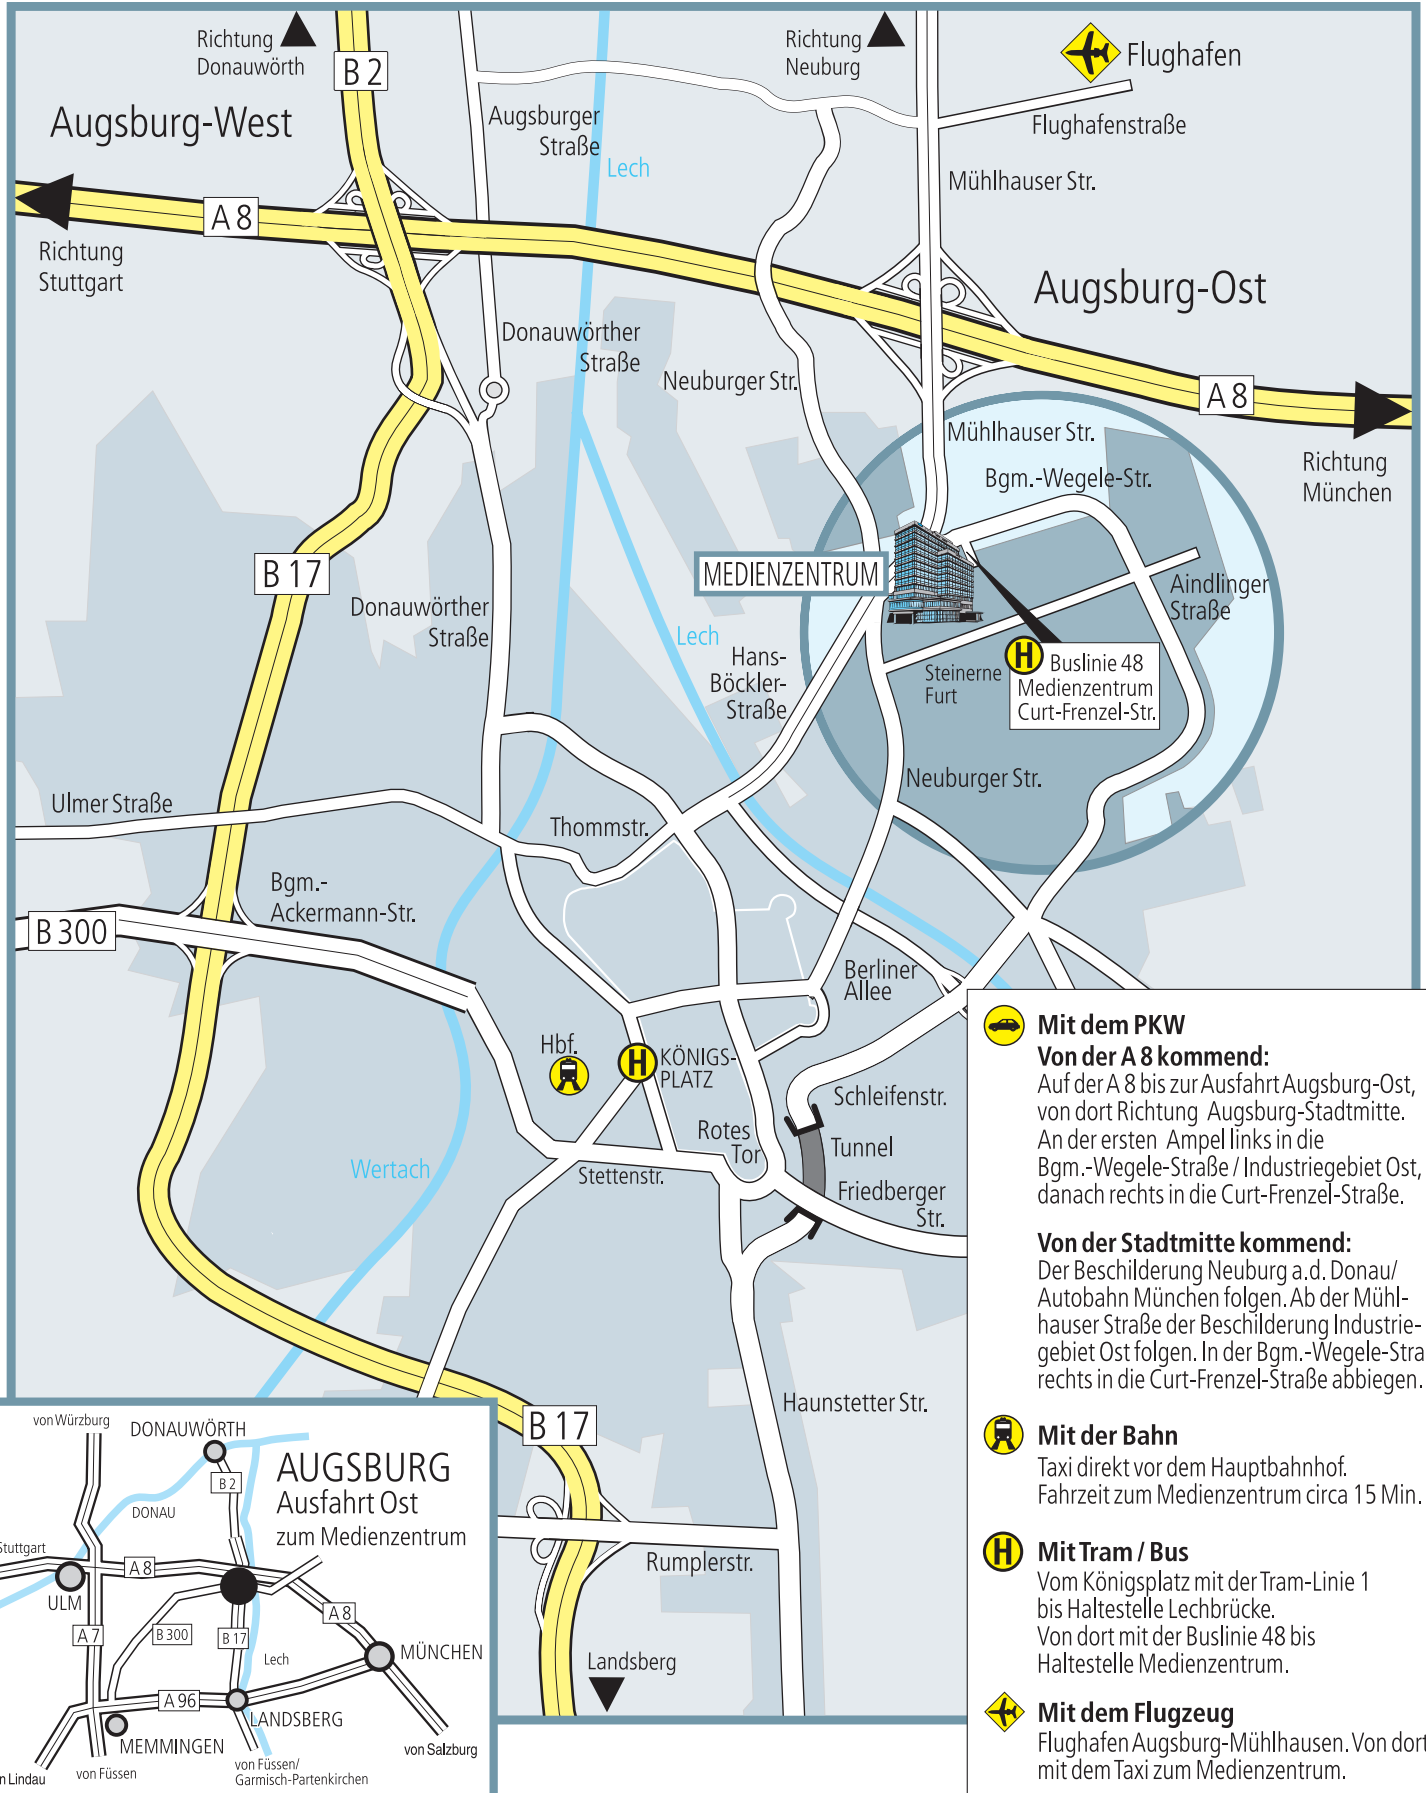 Richtung
Donauwörth
B 2
Richtung
Neuburg
Flughafen
Augsburg-West
Augsburger
Straße
Flughafenstraße
Lech
Mühlhauser Str.
A 8
Richtung
Stuttgart
Augsburg-Ost
Donauwörther
Straße
Neuburger Str.
A 8
Mühlhauser Str.
Richtung
München
Bgm.-Wegele-Str.
B 17
MEDIENZENTRUM
Aindlinger
Straße
Donauwörther
Straße
Lech
Hans-
Böckler-
Straße
Steinerne
Furt
H
Buslinie 48
Medienzentrum
Curt-Frenzel-Str.
Neuburger Str.
Ulmer Straße
Thommstr.
Bgm.-
Ackermann-Str.
B 300
Berliner
Allee
Hbf.
H
KÖNIGS-
PLATZ
Schleifenstr.
Rotes
Tor
Tunnel
Wertach
Stettenstr.
Friedberger
Str.
Haunstetter Str.
B 17
Rumplerstr.
Landsberg
Mit dem PKW
Von der A 8 kommend:
Auf der A 8 bis zur Ausfahrt Augsburg-Ost,
von dort Richtung Augsburg-Stadtmitte.
An der ersten Ampel links in die
Bgm.-Wegele-Straße / Industriegebiet Ost,
danach rechts in die Curt-Frenzel-Straße.
Von der Stadtmitte kommend:
Der Beschilderung Neuburg a.d. Donau/
Autobahn München folgen. Ab der Mühl-
hauser Straße der Beschilderung Industrie-
gebiet Ost folgen. In der Bgm.-Wegele-Stra
rechts in die Curt-Frenzel-Straße abbiegen.
Mit der Bahn
Taxi direkt vor dem Hauptbahnhof.
Fahrzeit zum Medienzentrum circa 15 Min.
H
Mit Tram / Bus
Vom Königsplatz mit der Tram-Linie 1
bis Haltestelle Lechbrücke.
Von dort mit der Buslinie 48 bis
Haltestelle Medienzentrum.
Mit dem Flugzeug
Flughafen Augsburg-Mühlhausen. Von dort
mit dem Taxi zum Medienzentrum.
von Würzburg
DONAUWÖRTH
B 2
AUGSBURG
Ausfahrt Ost
zum Medienzentrum
DONAU
Stuttgart
A 8
ULM
A 7
B 300
B 17
A 8
Lech
MÜNCHEN
A 96
LANDSBERG
MEMMINGEN
von Salzburg
n Lindau
von Füssen
von Füssen/
Garmisch-Partenkirchen